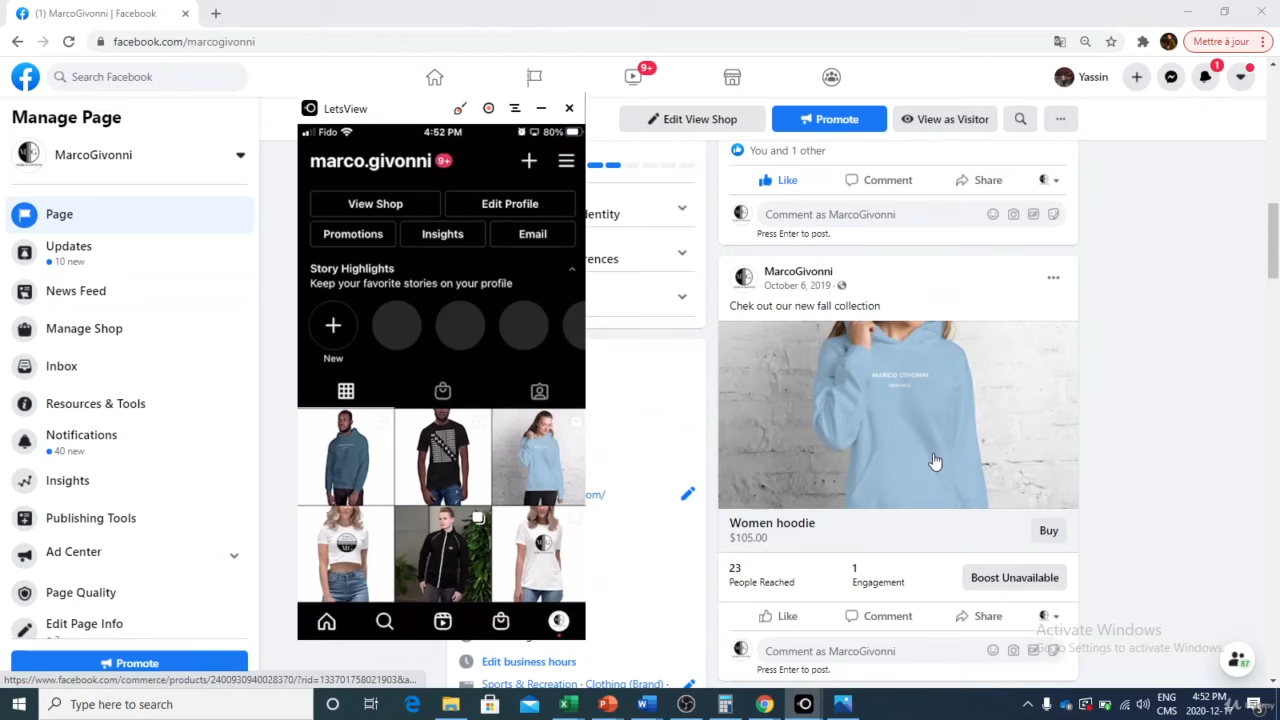 (1) MarcoGivonni | Facebook
facebook.com/marcogivonni
Mettre à jour
Search Facebook
9+
Yassin
1
Manage Page
MarcoGivonni
Page
Updates
10 new
News Feed
Manage Shop
Inbox
Resources & Tools
Notifications
40 new
Insights
Publishing Tools
Ad Center
Page Quality
Edit Page Info
Promote
https://www.facebook.com/commerce/products/2400930940028370/?rid=133701758021903&a...
LetsView
Fido
4:52 PM
80%
marco.givonni 9+
View Shop
Edit Profile
Promotions
Insights
Email
Story Highlights
Keep your favorite stories on your profile
New
Edit View Shop
Promote
View as Visitor
You and 1 other
Like
Comment
Share
Comment as MarcoGivonni
Press Enter to post.
MarcoGivonni
October 6, 2019
Chek out our new fall collection
MARCO GIVONNI
Women hoodie
$105.00
Buy
23
People Reached
1
Engagement
Boost Unavailable
Like
Comment
Share
Comment as MarcoGivonni
Press Enter to post.
Edit business hours
Sports & Recreation · Clothing (Brand) ·
Activate Windows
Go to Settings to activate Windows.
87
Type here to search
ENG
CMS
4:52 PM